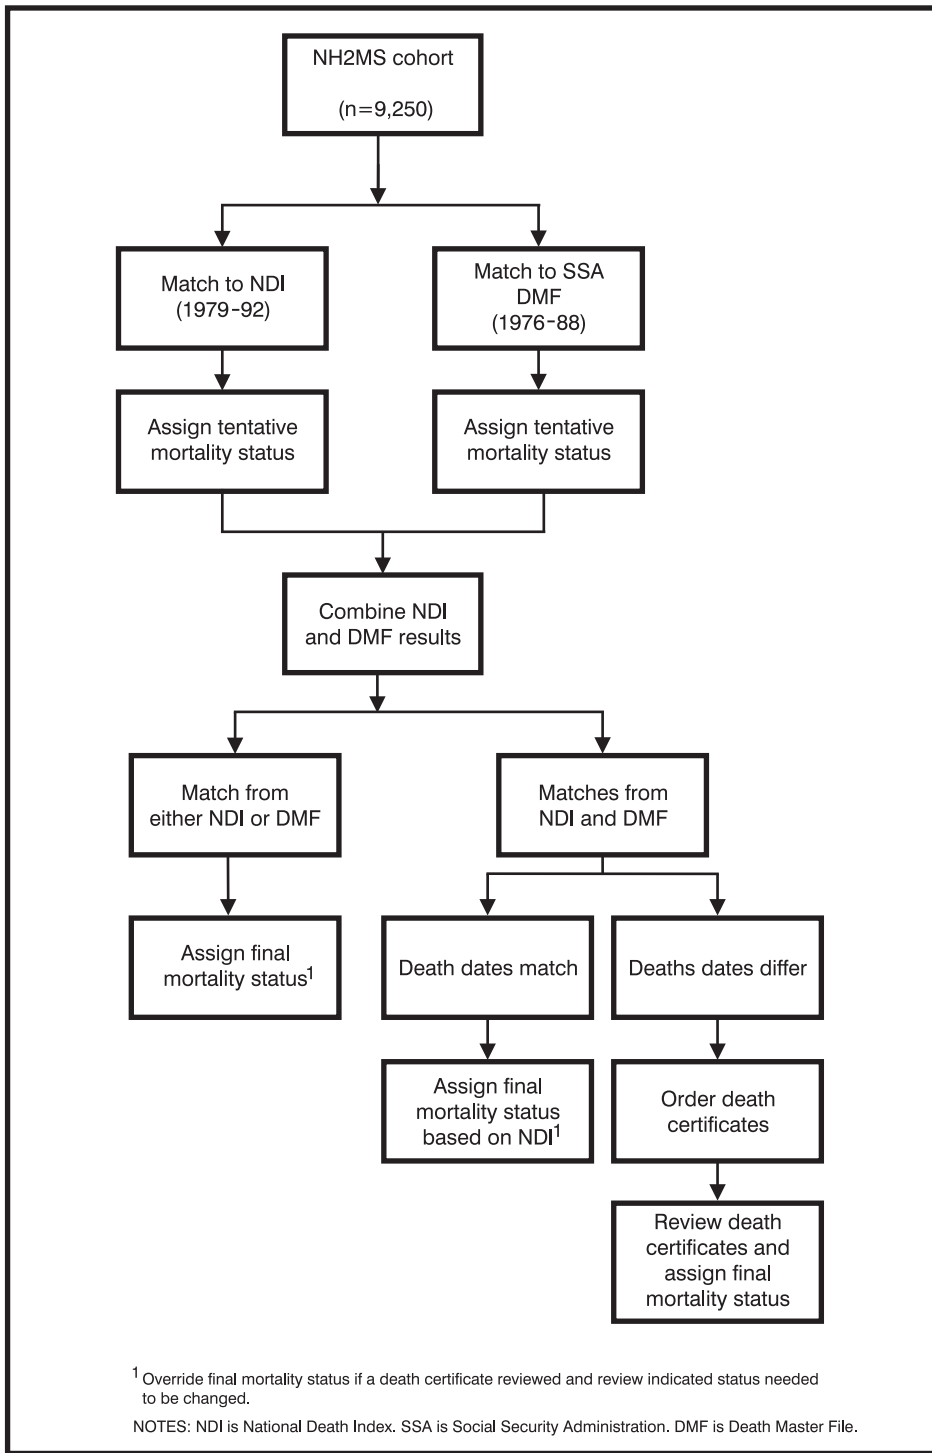 NH2MS cohort
(n=9,250)
Match to NDI
(1979-92)
Match to SSA
DMF
(1976-88)
Assign tentative
mortality status
Assign tentative
mortality status
Combine NDI
and DMF results
Match from
either NDI or DMF
Matches from
NDI and DMF
Assign final
mortality status1
Death dates match
Deaths dates differ
Assign final
mortality status
based on NDI1
Order death
certificates
Review death
certificates and
assign final
mortality status
1 Override final mortality status if a death certificate reviewed and review indicated status needed
to be changed.
NOTES: NDI is National Death Index. SSA is Social Security Administration. DMF is Death Master File.